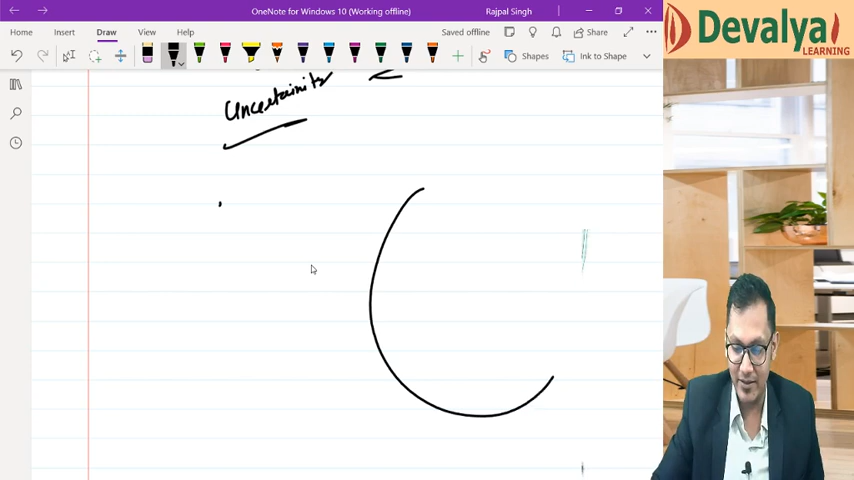 OneNote for Windows 10 (Working offline)
Rajpal Singh
Home Insert Draw View Help
Saved offline
Share
Shapes
Ink to Shape
Uncertainity
Devalya
LEARNING